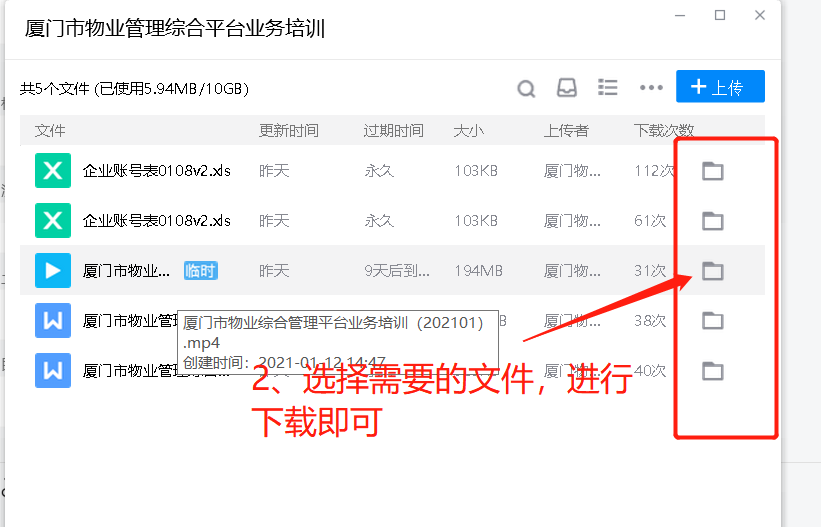 厦门市物业管理综合平台业务培训
共5个文件 (已使用5.94MB/10GB)
上传
文件 更新时间 过期时间 大小 上传者 下载次数
企业账号表0108v2.xls 昨天 永久 103KB 厦门物... 112次
企业账号表0108v2.xls 昨天 永久 103KB 厦门物... 61次
厦门市物业... 临时 昨天 9天后到... 194MB 厦门物... 31次
厦门市物业管 厦门物... 38次
厦门市物业综合管理平台业务培训（202101）
.mp4
创建时间：2021-01-12 14:47
厦门市物业管 厦门物... 40次
2、选择需要的文件，进行
下载即可